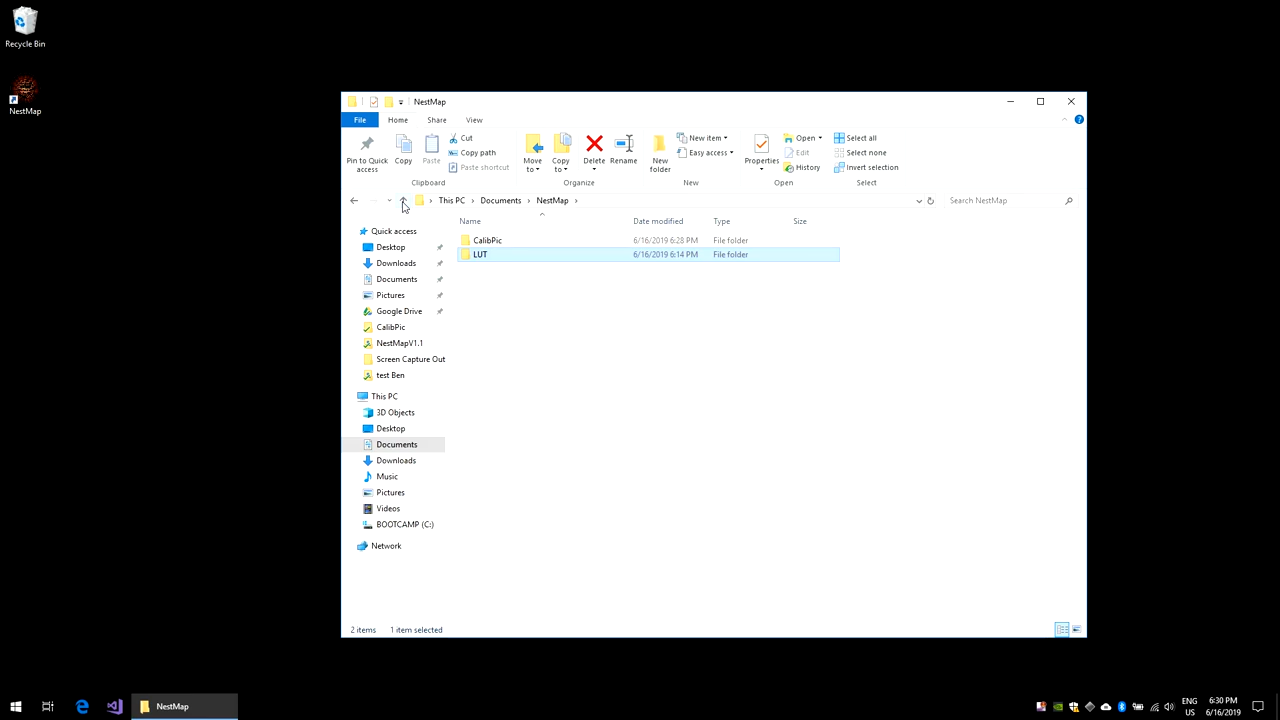 Recycle Bin
NestMap
NestMap
File
Home
Share
View
Pin to Quick
access
Copy
Paste
Cut
Copy path
Paste shortcut
Move
to
Copy
to
Delete
Rename
New
folder
New item
Easy access
Properties
Open
Edit
History
Select all
Select none
Invert selection
Clipboard
Organize
New
Open
Select
This PC
Documents
NestMap
Search NestMap
Name
Date modified
Type
Size
CalibPic 6/16/2019 6:28 PM File folder
LUT 6/16/2019 6:14 PM File folder
Quick access
Desktop
Downloads
Documents
Pictures
Google Drive
CalibPic
NestMapV1.1
Screen Capture Out
test Ben
This PC
3D Objects
Desktop
Documents
Downloads
Music
Pictures
Videos
BOOTCAMP (C:)
Network
2 items
1 item selected
NestMap
ENG
US
6:30 PM
6/16/2019